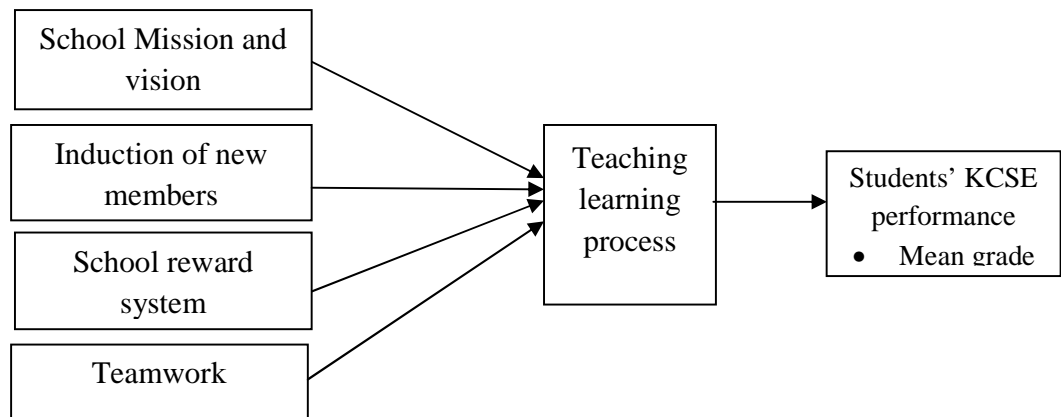 School Mission and
vision
Induction of new
members
School reward
system
Teamwork
Teaching
learning
process
Students’ KCSE
performance
• Mean grade